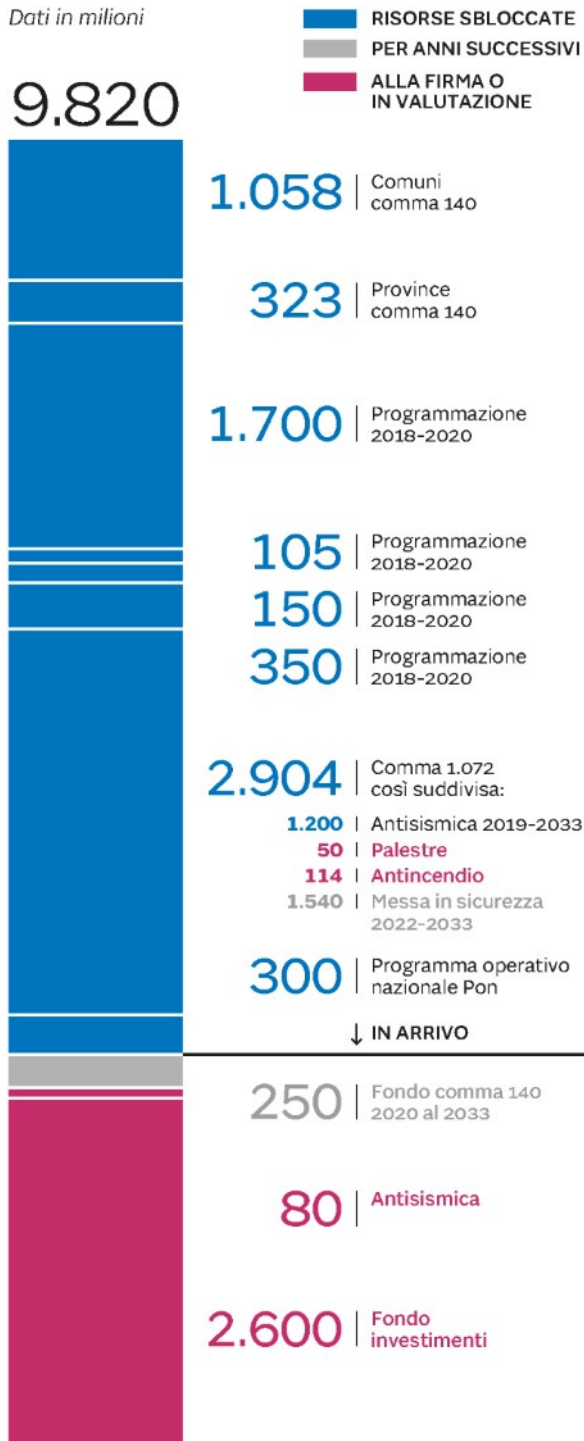 Dati in milioni
RISORSE SBLOCCATE
PER ANNI SUCCESSIVI
ALLA FIRMA O
IN VALUTAZIONE
9.820
1.058 Comuni
comma 140
323 Province
comma 140
1.700 Programmazione
2018-2020
105 Programmazione
2018-2020
150 Programmazione
2018-2020
350 Programmazione
2018-2020
2.904 Comma 1.072
così suddivisa:
1.200 Antisismica 2019-2033
50 Palestre
114 Antincendio
1.540 Messa in sicurezza
2022-2033
300 Programma operativo
nazionale Pon
↓ IN ARRIVO
250 Fondo comma 140
2020 al 2033
80 Antisismica
2.600 Fondo
investimenti